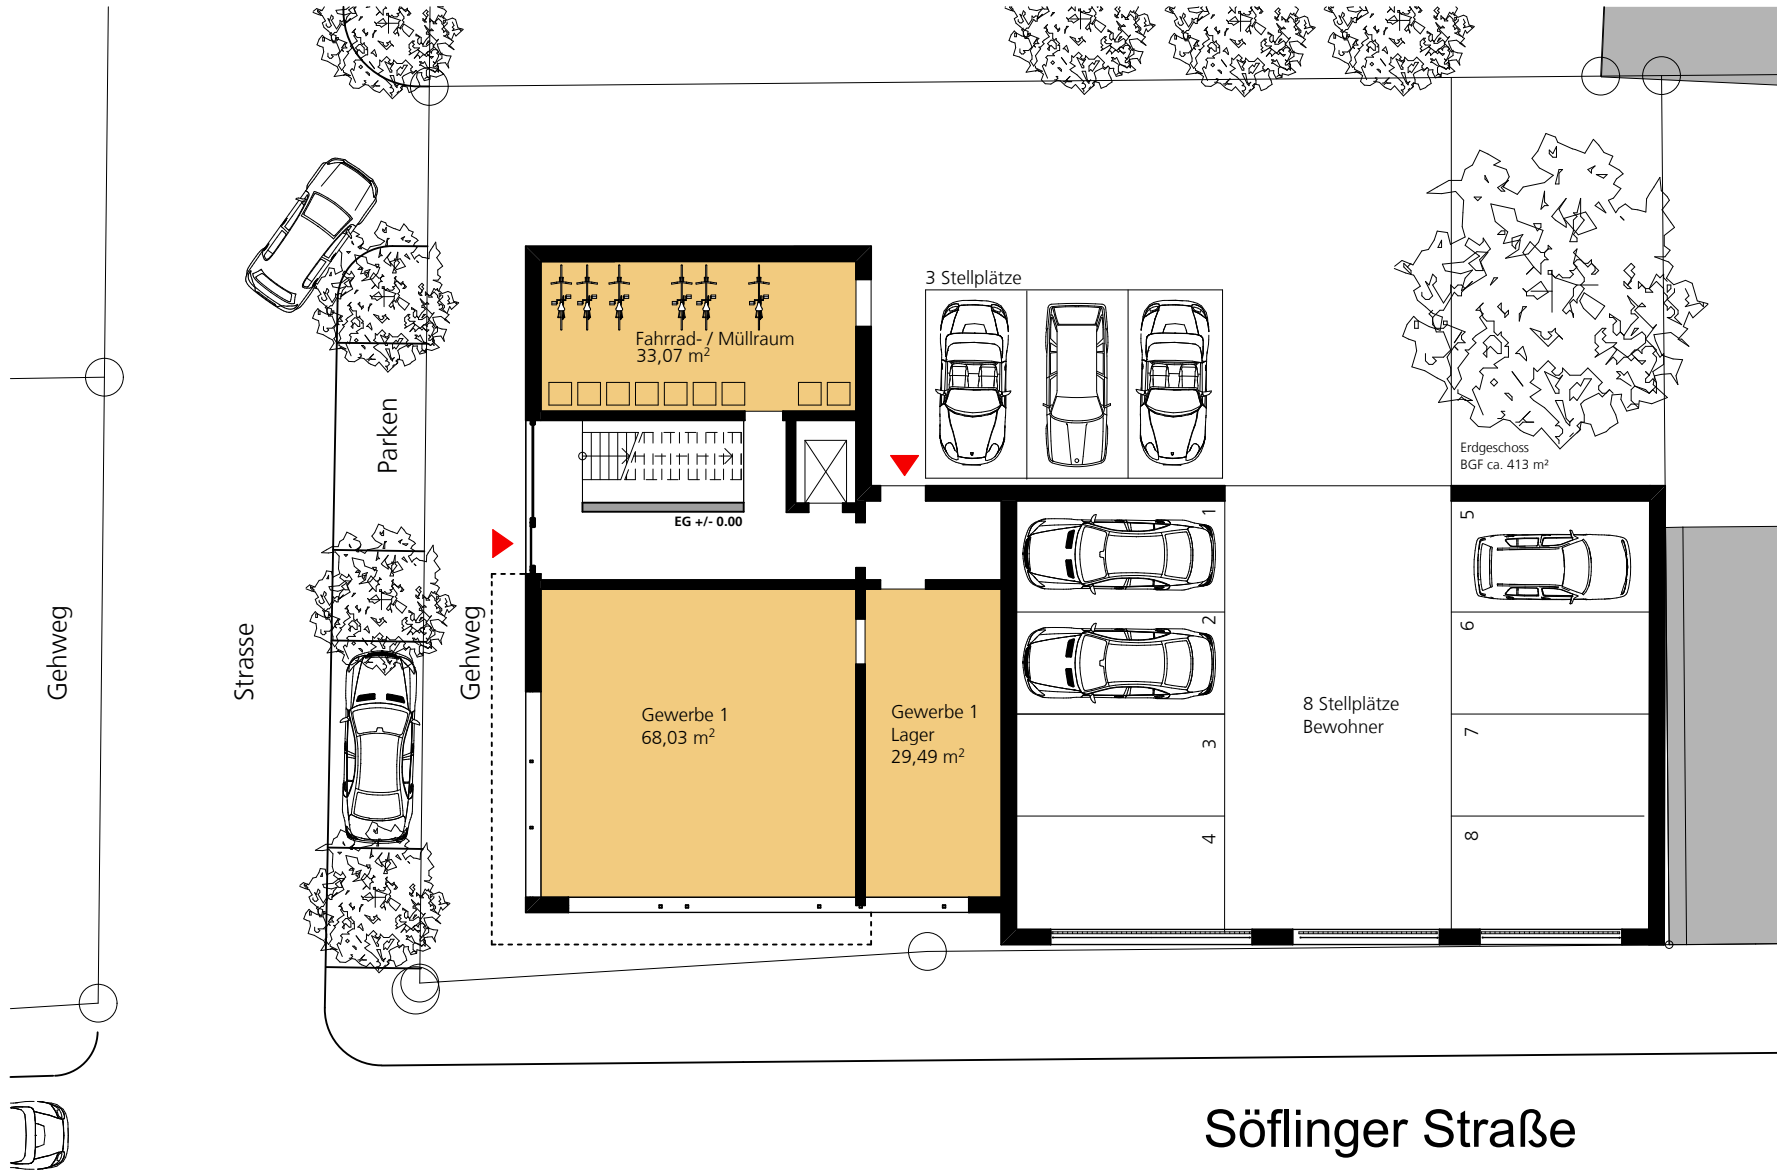 3 Stellplätze
Fahrrad- / Müllraum
33,07 m²
Parken
Erdgeschoss
BGF ca. 413 m²
EG +/- 0.00
1
5
2
6
Gehweg
Strasse
Gehweg
Gewerbe 1
68,03 m²
Gewerbe 1
Lager
29,49 m²
8 Stellplätze
Bewohner
3
7
4
8
Söflinger Straße